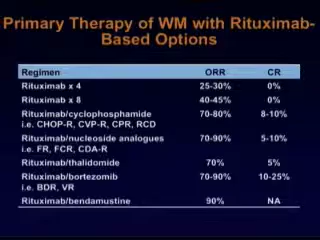 Primary Therapy of WM with Rituximab-
Based Options
Regimen ORR CR
Rituximab x 4 25-30% 0%
Rituximab x 8 40-45% 0%
Rituximab/cyclophosphamide 70-80% 8-10%
i.e. CHOP-R, CVP-R, CPR, RCD
Rituximab/nucleoside analogues 70-90% 5-10%
i.e. FR, FCR, CDA-R
Rituximab/thalidomide 70% 5%
Rituximab/bortezomib 70-90% 10-25%
i.e. BDR, VR
Rituximab/bendamustine 90% NA